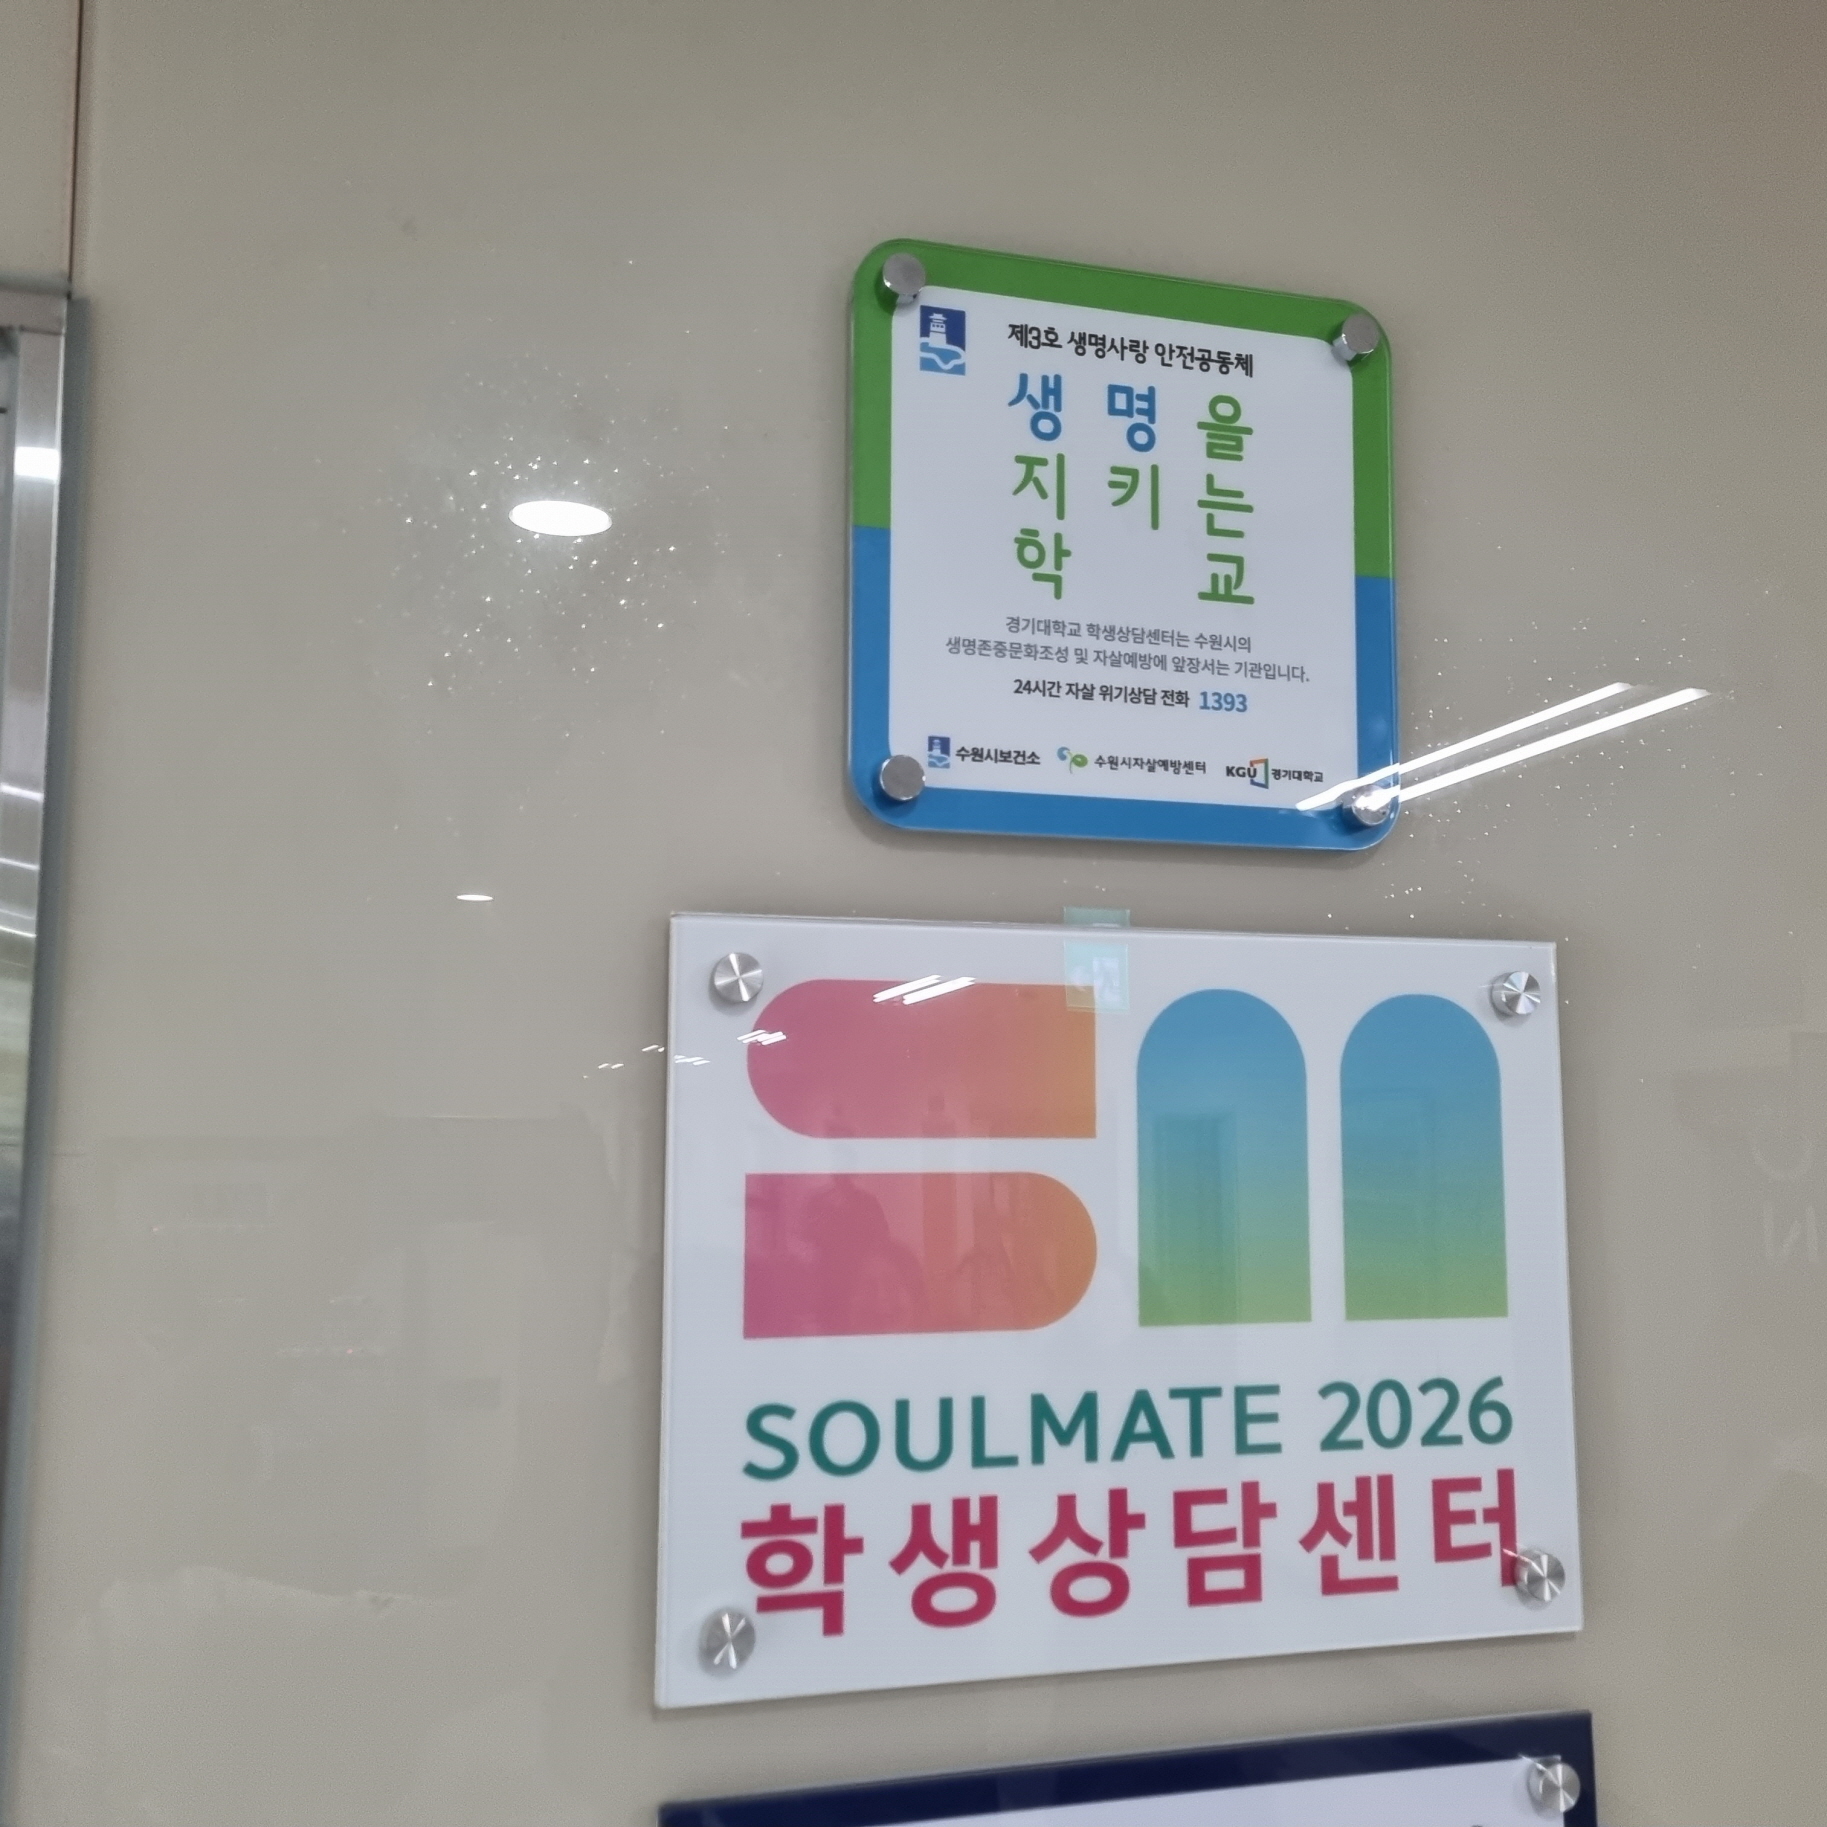 제3호 생명사랑 안전공동체
생명을
지키는
학교
경기대학교 학생상담센터는 수원시의
생명존중문화조성 및 자살예방에 앞장서는 기관입니다.
24시간 자살 위기상담 전화 1393
수원시보건소 수원시자살예방센터 KGU 경기대학교
SOULMATE 2026
학생상담센터